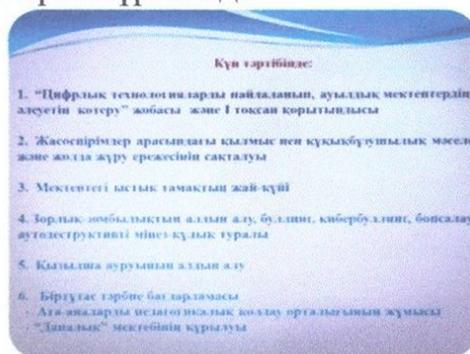 Күн тәртібінде:
1. "Цифрлық технологияларды пайдаланып, ауылдық мектептердің
әлеуетін көтеру" жобасы және І тоқсан қорытындысы
2. Жасөспірімдер арасындағы қылмыс пен құқықбұзушылық мәселе
және жолда жүру ережесінің сақталуы
3. Мектептегі ыстық тамақтың жай-күйі
4. Зорлық-зомбылықтың алдын алу, буллинг, кибербуллинг, бопсалау
аутодеструктивті мінез-құлық туралы
5. Қызылша ауруының алдын алу
6. Біртұтас тәрбие бағдарламасы
- Ата-аналарды педагогикалық қолдау орталығының жұмысы
- "Даналық" мектебінің құрылуы